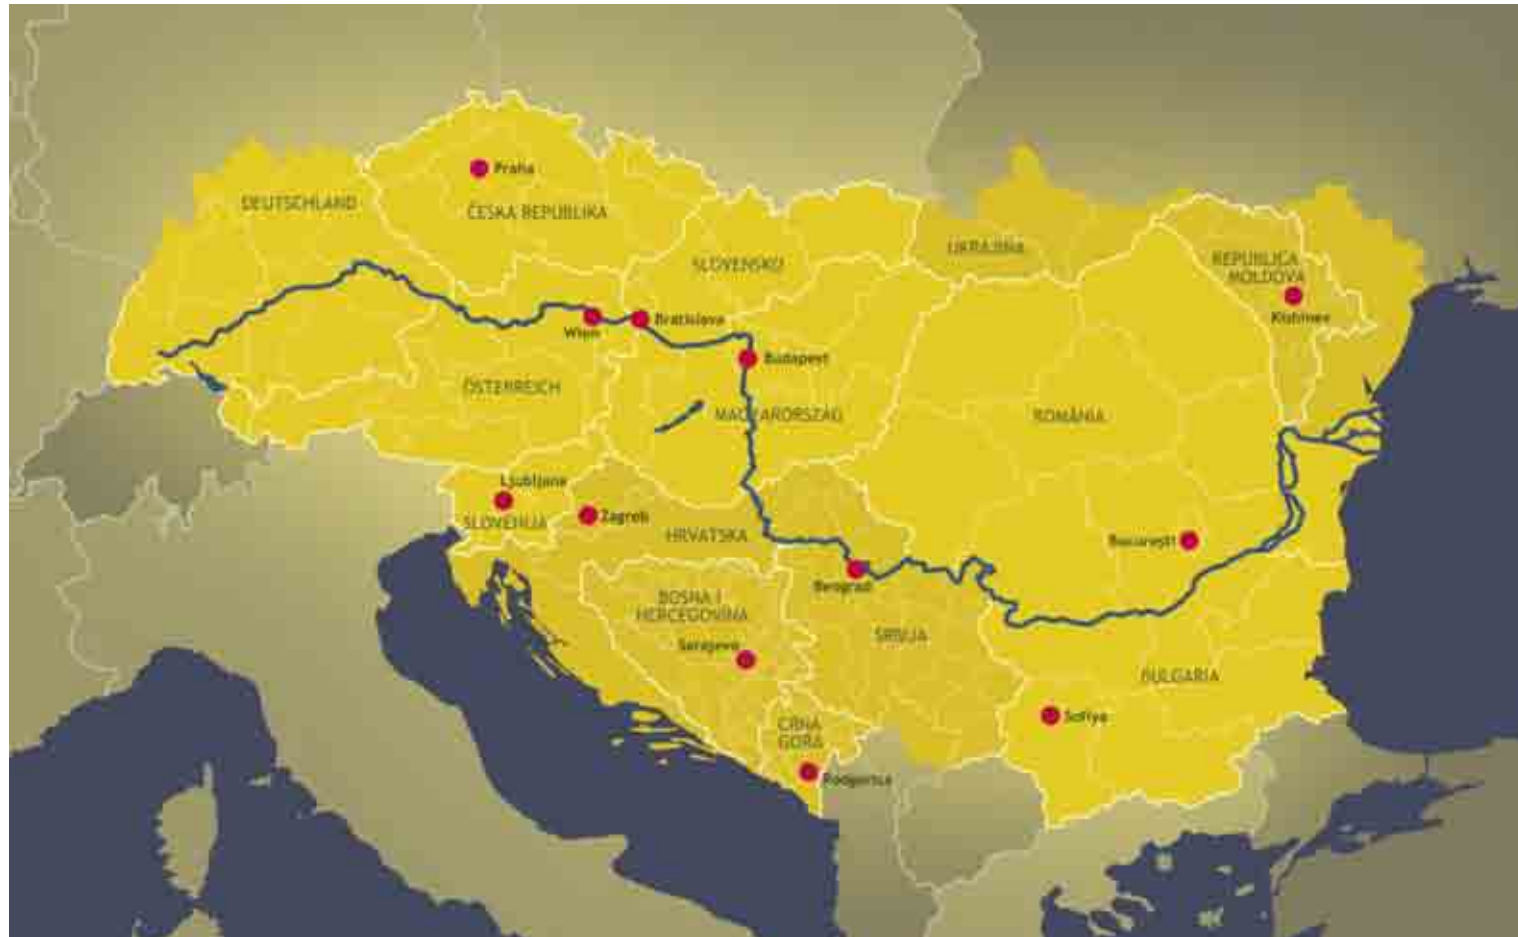 Praha
DEUTSCHLAND
ČESKA REPUBLIKA
UKRAJINA
SLOVENSKO
REPUBLICA
MOLDOVA
Kishinev
Wien
Bratislava
Budapest
ÖSTERREICH
MAGYARORSZÁG
ROMÂNIA
Ljubljana
SLOVENIJA
Zagreb
HRVATSKA
București
Beograd
BOSNA I
HERCEGOVINA
SRBIJA
Sarajevo
BULGARIA
Sofiya
CRNA
GORA
Podgorica